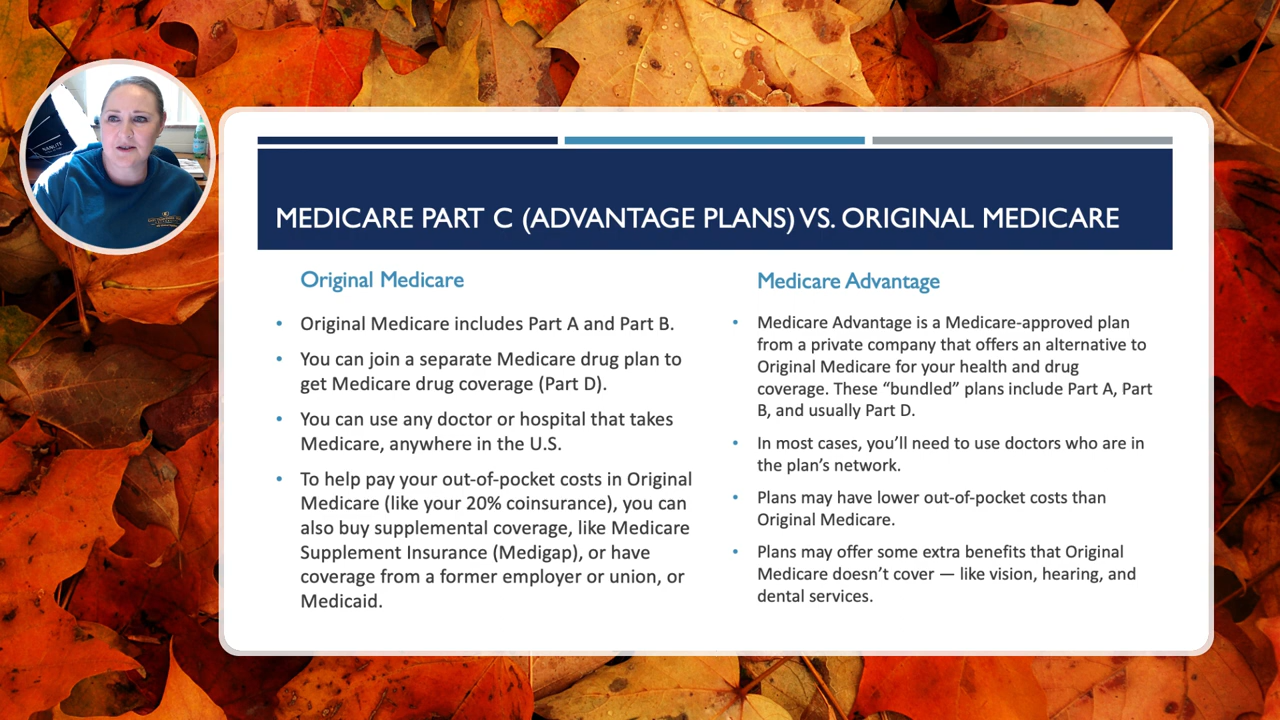 MEDICARE PART C (ADVANTAGE PLANS) VS. ORIGINAL MEDICARE
Original Medicare
• Original Medicare includes Part A and Part B.
• You can join a separate Medicare drug plan to
get Medicare drug coverage (Part D).
• You can use any doctor or hospital that takes
Medicare, anywhere in the U.S.
• To help pay your out-of-pocket costs in Original
Medicare (like your 20% coinsurance), you can
also buy supplemental coverage, like Medicare
Supplement Insurance (Medigap), or have
coverage from a former employer or union, or
Medicaid.
Medicare Advantage
• Medicare Advantage is a Medicare-approved plan
from a private company that offers an alternative to
Original Medicare for your health and drug
coverage. These “bundled” plans include Part A, Part
B, and usually Part D.
• In most cases, you’ll need to use doctors who are in
the plan’s network.
• Plans may have lower out-of-pocket costs than
Original Medicare.
• Plans may offer some extra benefits that Original
Medicare doesn’t cover — like vision, hearing, and
dental services.